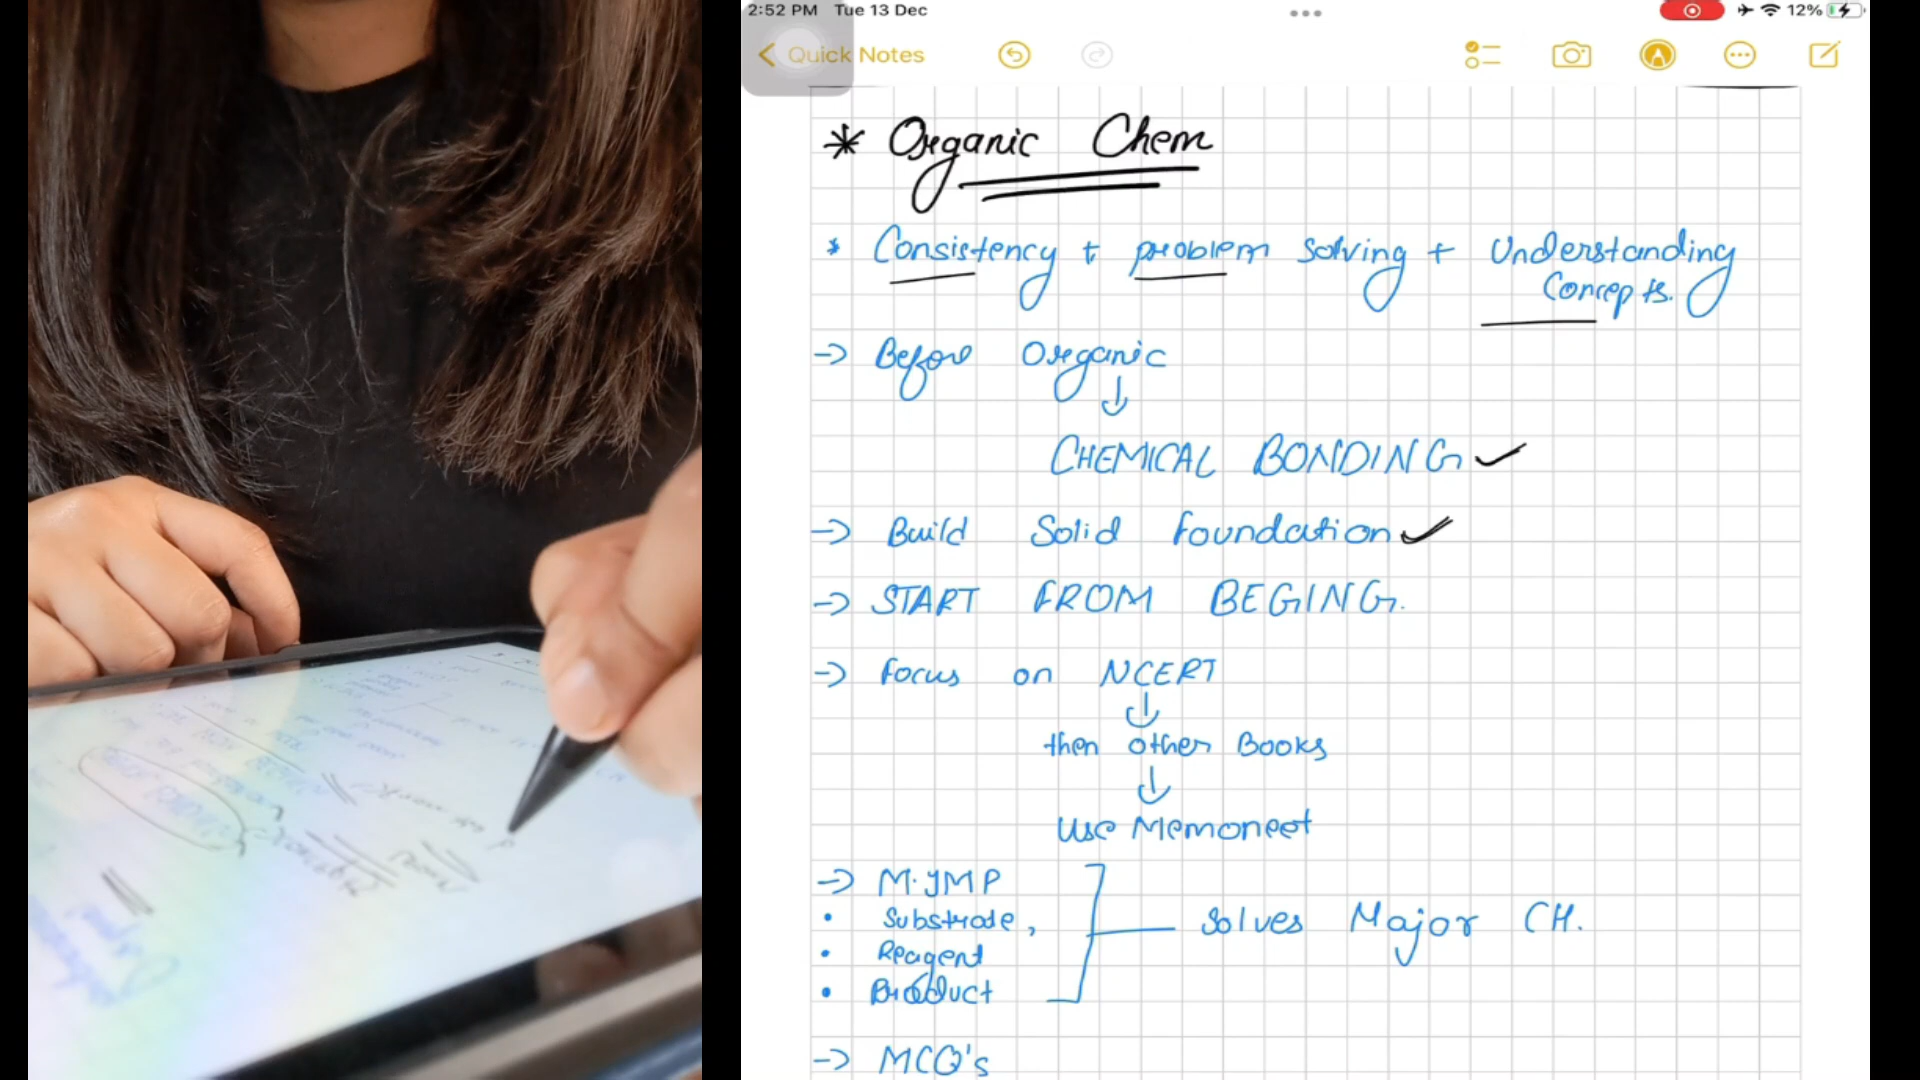 2:52 PM Tue 13 Dec
12%
Quick Notes
* Organic Chem
* Consistency + problem solving + Understanding
Concepts.
-> Before Organic
CHEMICAL BONDING
-> Build Solid foundation
-> START FROM BEGING.
-> Focus on NCERT
then other Books
Use Memoneet
-> M.IMP
• Substrade,
• Reagent
• Product
Solves Major CH.
-> MCQ's